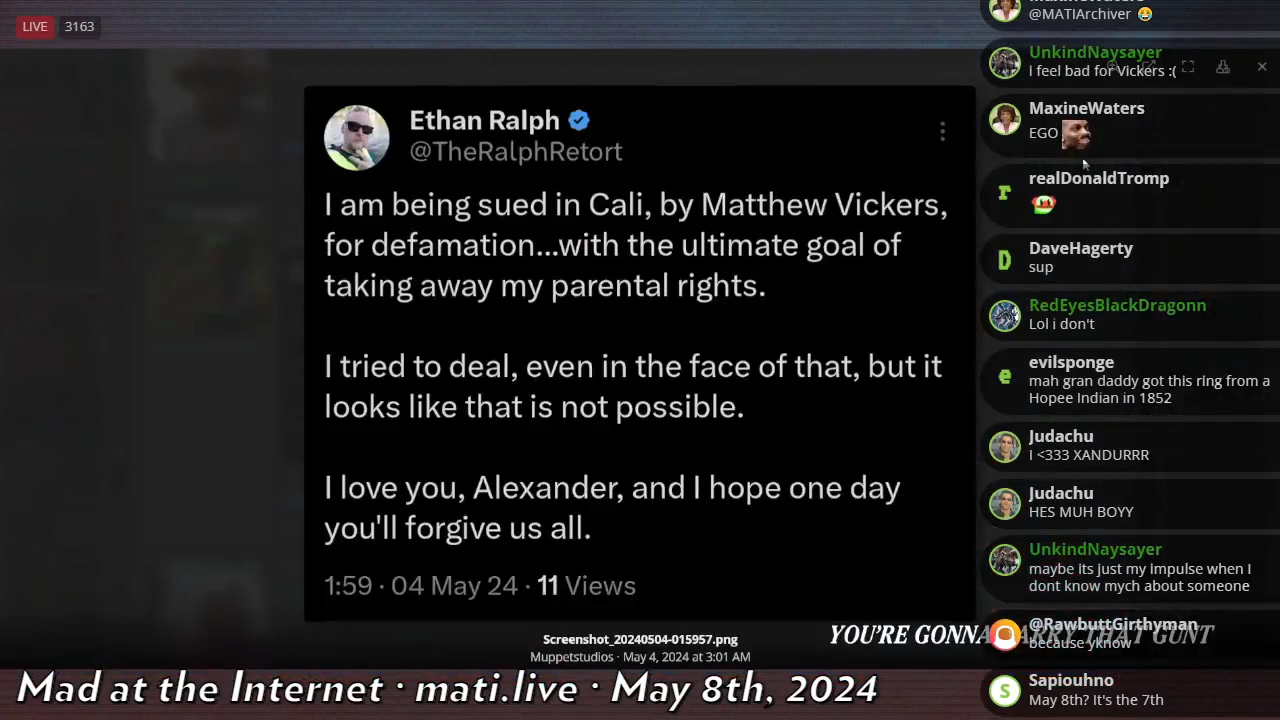 LIVE 3163
Ethan Ralph
@TheRalphRetort
I am being sued in Cali, by Matthew Vickers,
for defamation...with the ultimate goal of
taking away my parental rights.
I tried to deal, even in the face of that, but it
looks like that is not possible.
I love you, Alexander, and I hope one day
you'll forgive us all.
1:59 · 04 May 24 · 11 Views
Screenshot_20240504-015957.png
Muppetstudios · May 4, 2024 at 3:01 AM
@MATIArchiver
UnkindNaysayer
i feel bad for Vickers :(
MaxineWaters
EGO
realDonaldTromp
DaveHagerty
sup
RedEyesBlackDragonn
Lol i don't
evilsponge
mah gran daddy got this ring from a
Hopee Indian in 1852
Judachu
I <333 XANDURRR
Judachu
HES MUH BOYY
UnkindNaysayer
maybe its just my impulse when I
dont know mych about someone
@RawbuttGirthyman
because yknow
Sapiouhno
May 8th? It's the 7th
YOU'RE GONNA CARRY THAT GUNT
Mad at the Internet · mati.live · May 8th, 2024